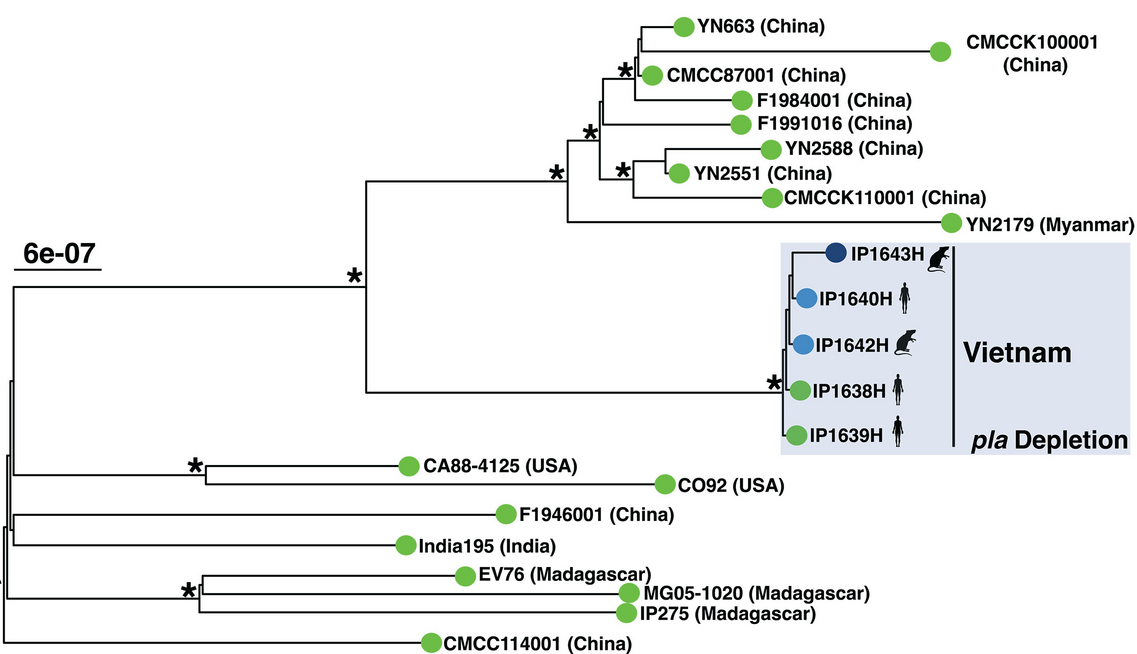 YN663 (China)
CMCCK100001
(China)
CMCC87001 (China)
F1984001 (China)
F1991016 (China)
YN2588 (China)
YN2551 (China)
CMCCK110001 (China)
YN2179 (Myanmar)
6e-07
IP1643H
IP1640H
IP1642H
Vietnam
IP1638H
IP1639H
pla Depletion
CA88-4125 (USA)
CO92 (USA)
F1946001 (China)
India195 (India)
EV76 (Madagascar)
MG05-1020 (Madagascar)
IP275 (Madagascar)
CMCC114001 (China)